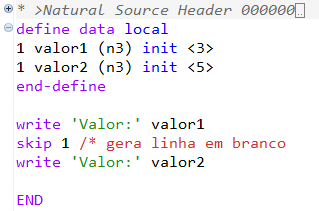 * >Natural Source Header 000000..
define data local
1 valor1 (n3) init <3>
1 valor2 (n3) init <5>
end-define
write 'Valor:' valor1
skip 1 /* gera linha em branco
write 'Valor:' valor2
END